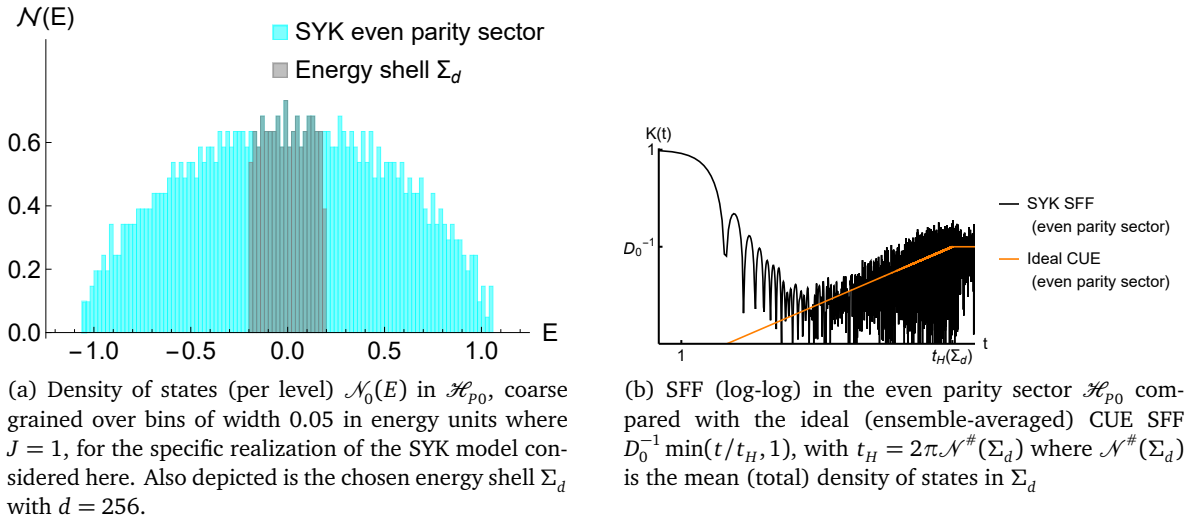 𝒩(E)
SYK even parity sector
Energy shell Σ_d
0.6
0.4
0.2
0.0
−1.0 −0.5 0.0 0.5 1.0
E
(a) Density of states (per level) 𝒩_0(E) in ℋ_{P0}, coarse
grained over bins of width 0.05 in energy units where
J = 1, for the specific realization of the SYK model con-
sidered here. Also depicted is the chosen energy shell Σ_d
with d = 256.
K(t)
1
D_0^{-1}
1
t_H(Σ_d)
t
SYK SFF
(even parity sector)
Ideal CUE
(even parity sector)
(b) SFF (log-log) in the even parity sector ℋ_{P0} com-
pared with the ideal (ensemble-averaged) CUE SFF
D_0^{-1} min(t/t_H, 1), with t_H = 2π𝒩^#(Σ_d) where 𝒩^#(Σ_d)
is the mean (total) density of states in Σ_d